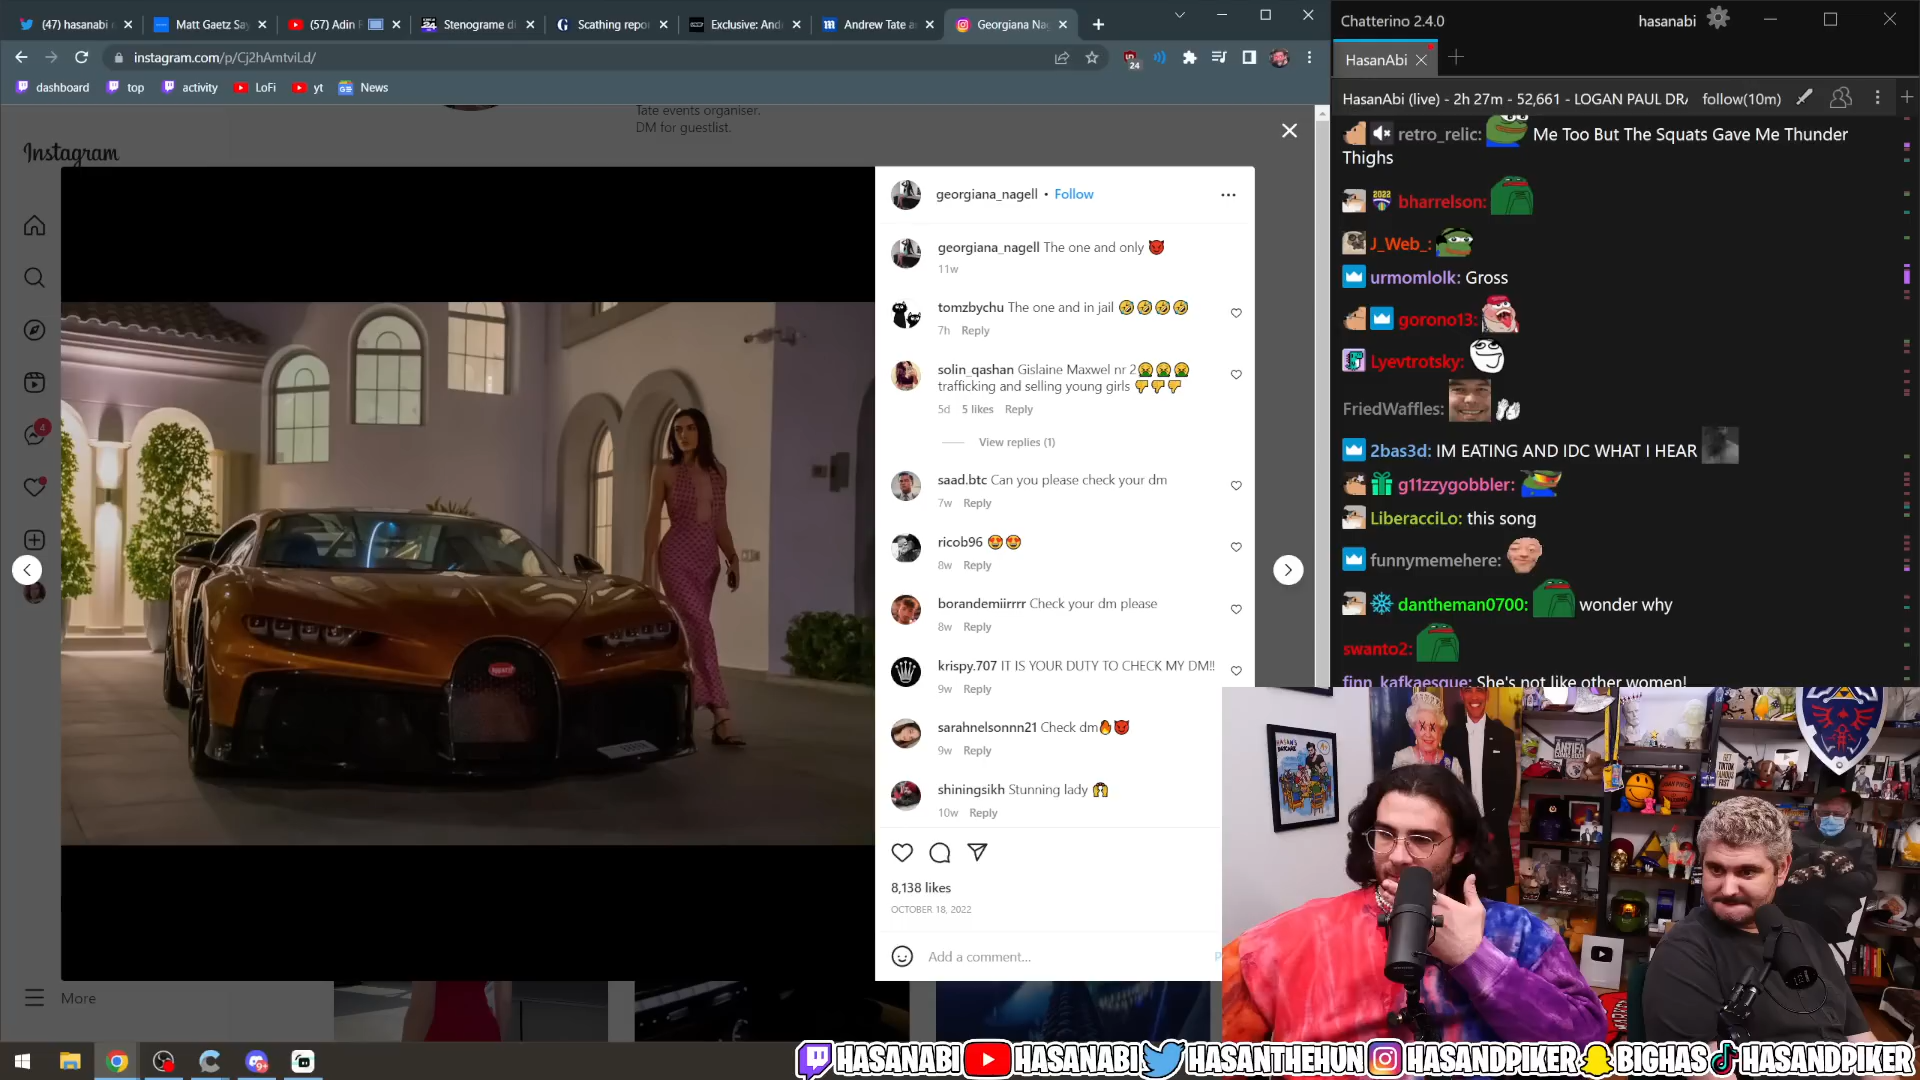 (47) hasanabi
Matt Gaetz Say
(57) Adin
Stenograme di
Scathing repo
Exclusive: And
Andrew Tate a
Georgiana Na
instagram.com/p/Cj2hAmtviLd/
24
dashboard
top
activity
LoFi
yt
News
Tate events organiser.
DM for guestlist.
Instagram
4
More
georgiana_nagell • Follow
georgiana_nagell The one and only
11w
tomzbychu The one and in jail
7h Reply
solin_qashan Gislaine Maxwel nr 2
trafficking and selling young girls
5d 5 likes Reply
View replies (1)
saad.btc Can you please check your dm
7w Reply
ricob96
8w Reply
borandemiirrrr Check your dm please
8w Reply
krispy.707 IT IS YOUR DUTY TO CHECK MY DM!!
9w Reply
sarahnelsonnn21 Check dm
9w Reply
shiningsikh Stunning lady
10w Reply
8,138 likes
OCTOBER 18, 2022
Add a comment...
Chatterino 2.4.0
hasanabi
HasanAbi
HasanAbi (live) - 2h 27m - 52,661 - LOGAN PAUL DR
follow(10m)
retro_relic: Me Too But The Squats Gave Me Thunder
Thighs
2022 bharrelson:
J_Web_:
urmomlolk: Gross
gorono13:
Lyevtrotsky:
FriedWaffles:
2bas3d: IM EATING AND IDC WHAT I HEAR
g11zzygobbler:
LiberacciLo: this song
funnymemehere:
dantheman0700: wonder why
swanto2:
finn_kafkaesque: She's not like other women!
ANTIFA
HASANABI HASANABI HASANTHEHUN HASANDPIKER BIGHAS HASANDPIKER